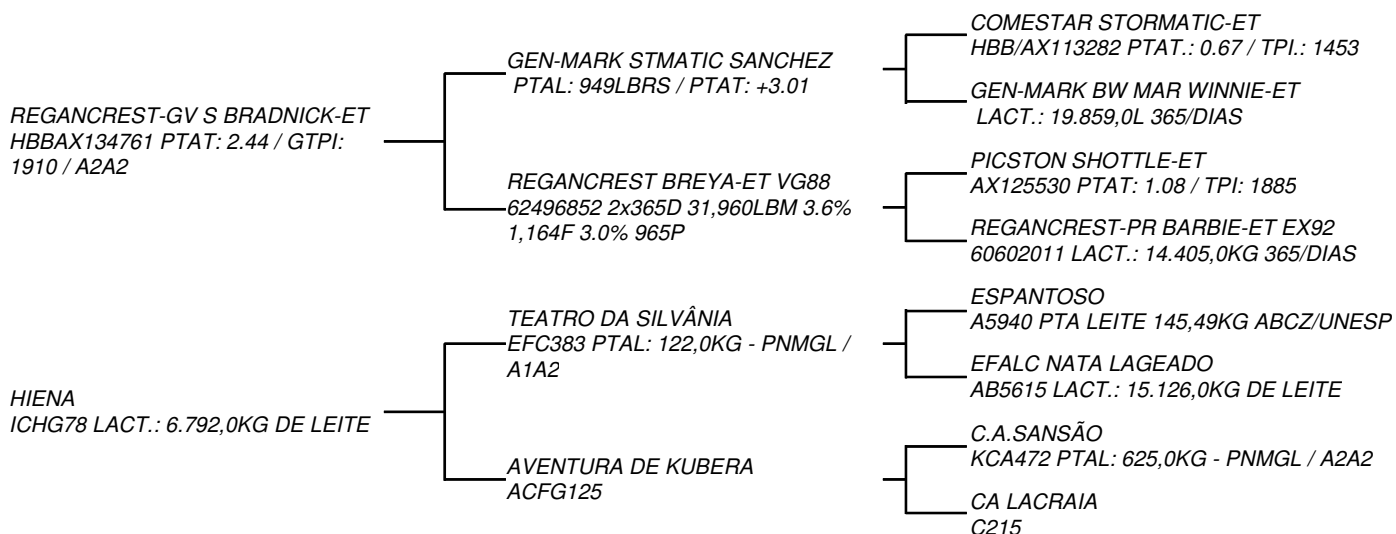 REGANCREST-GV S BRADNICK-ET
HBBAX134761 PTAT: 2.44 / GTPI:
1910 / A2A2
GEN-MARK STMATIC SANCHEZ
PTAL: 949LBRS / PTAT: +3.01
COMESTAR STORMATIC-ET
HBB/AX113282 PTAT.: 0.67 / TPI.: 1453
GEN-MARK BW MAR WINNIE-ET
LACT.: 19.859,0L 365/DIAS
REGANCREST BREYA-ET VG88
62496852 2x365D 31,960LBM 3.6%
1,164F 3.0% 965P
PICSTON SHOTTLE-ET
AX125530 PTAT: 1.08 / TPI: 1885
REGANCREST-PR BARBIE-ET EX92
60602011 LACT.: 14.405,0KG 365/DIAS
HIENA
ICHG78 LACT.: 6.792,0KG DE LEITE
TEATRO DA SILVÂNIA
EFC383 PTAL: 122,0KG - PNMGL /
A1A2
ESPANTOSO
A5940 PTA LEITE 145,49KG ABCZ/UNESP
EFALC NATA LAGEADO
AB5615 LACT.: 15.126,0KG DE LEITE
AVENTURA DE KUBERA
ACFG125
C.A.SANSÃO
KCA472 PTAL: 625,0KG - PNMGL / A2A2
CA LACRAIA
C215